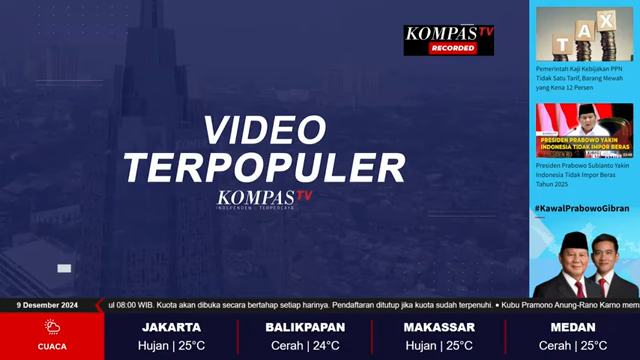 KOMPASTV
RECORDED
VIDEO
TERPOPULER
KOMPASTV
INDEPENDEN | TERPERCAYA
TAX
Pemerintah Kaji Kebijakan PPN
Tidak Satu Tarif, Barang Mewah
yang Kena 12 Persen
PRESIDEN PRABOWO YAKIN
INDONESIA TIDAK IMPOR BERAS
Presiden Prabowo Subianto Yakin
Indonesia Tidak Impor Beras
Tahun 2025
#KawalPrabowoGibran
9 Desember 2024
ul 08:00 WIB. Kuota akan dibuka secara bertahap setiap harinya. Pendaftaran ditutup jika kuota sudah terpenuhi. • Kubu Pramono Anung-Rano Karno mem
CUACA
JAKARTA
Hujan | 25°C
BALIKPAPAN
Cerah | 24°C
MAKASSAR
Hujan | 25°C
MEDAN
Cerah | 25°C